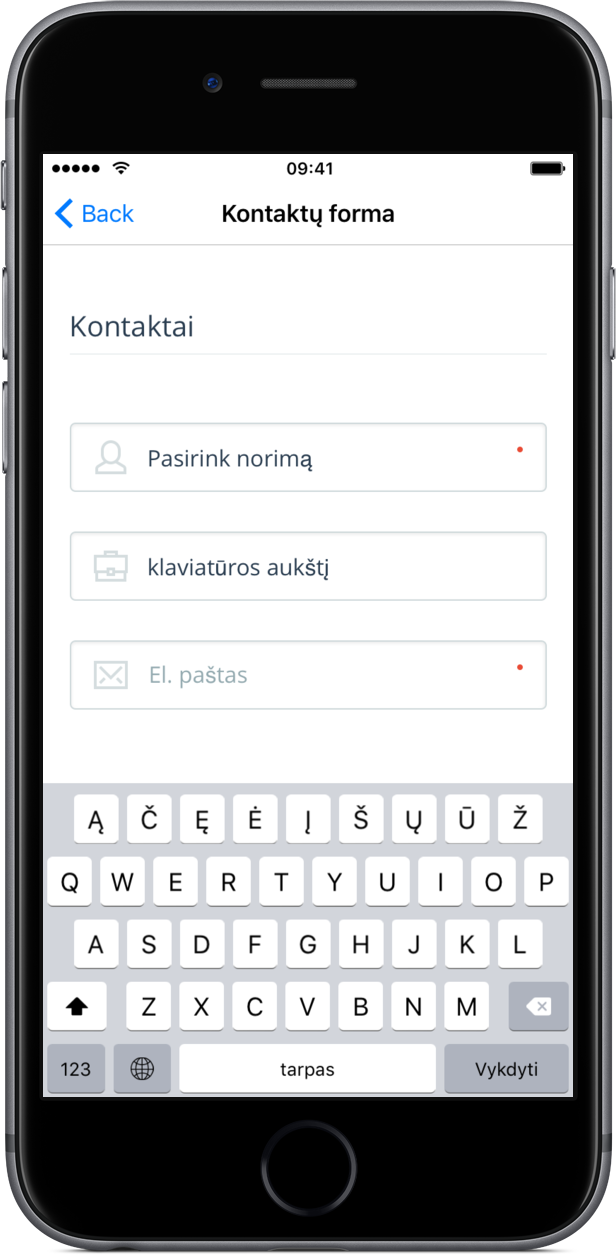 09:41
Back Kontaktų forma
Kontaktai
Pasirink norimą
klaviatūros aukštį
El. paštas
Ą Č Ę Ė Į Š Ų Ū Ž
Q W E R T Y U I O P
A S D F G H J K L
Z X C V B N M
123 tarpas Vykdyti